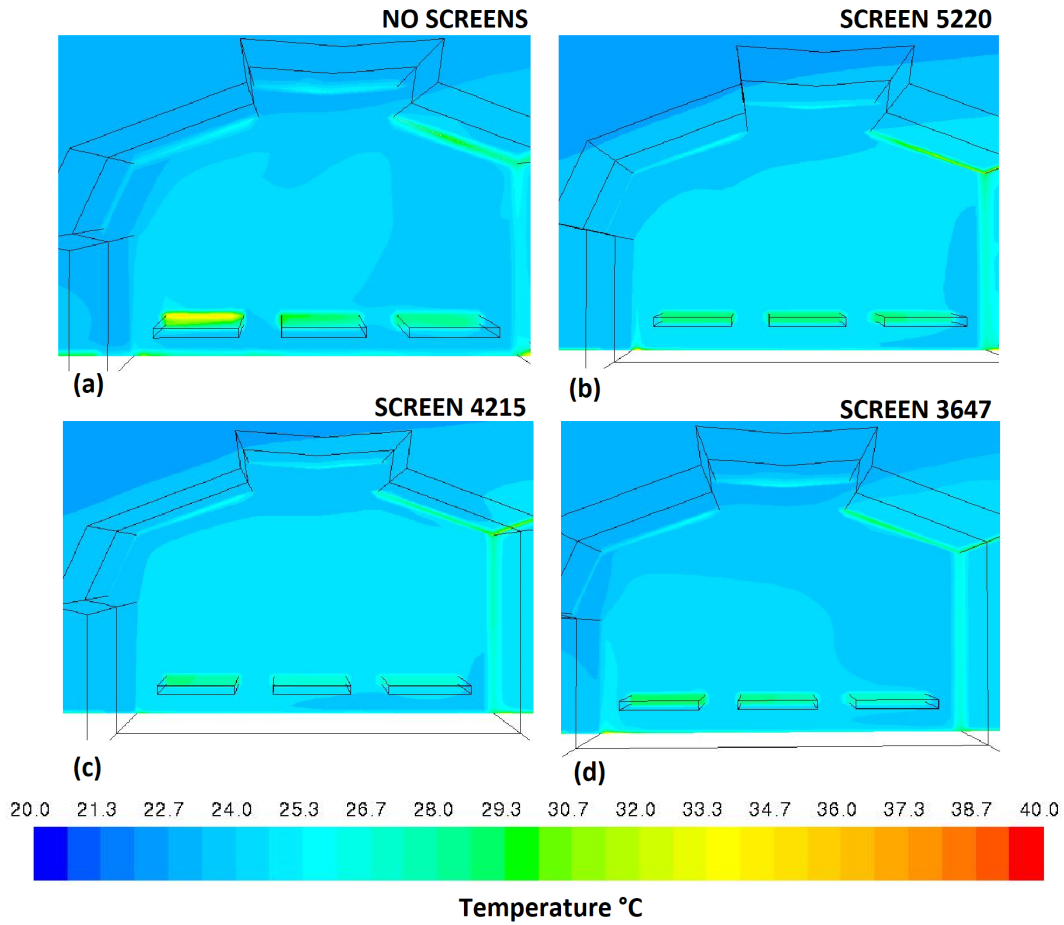 NO SCREENS
SCREEN 5220
(a)
(b)
SCREEN 4215
SCREEN 3647
(c)
(d)
20.0 21.3 22.7 24.0 25.3 26.7 28.0 29.3 30.7 32.0 33.3 34.7 36.0 37.3 38.7 40.0
Temperature °C